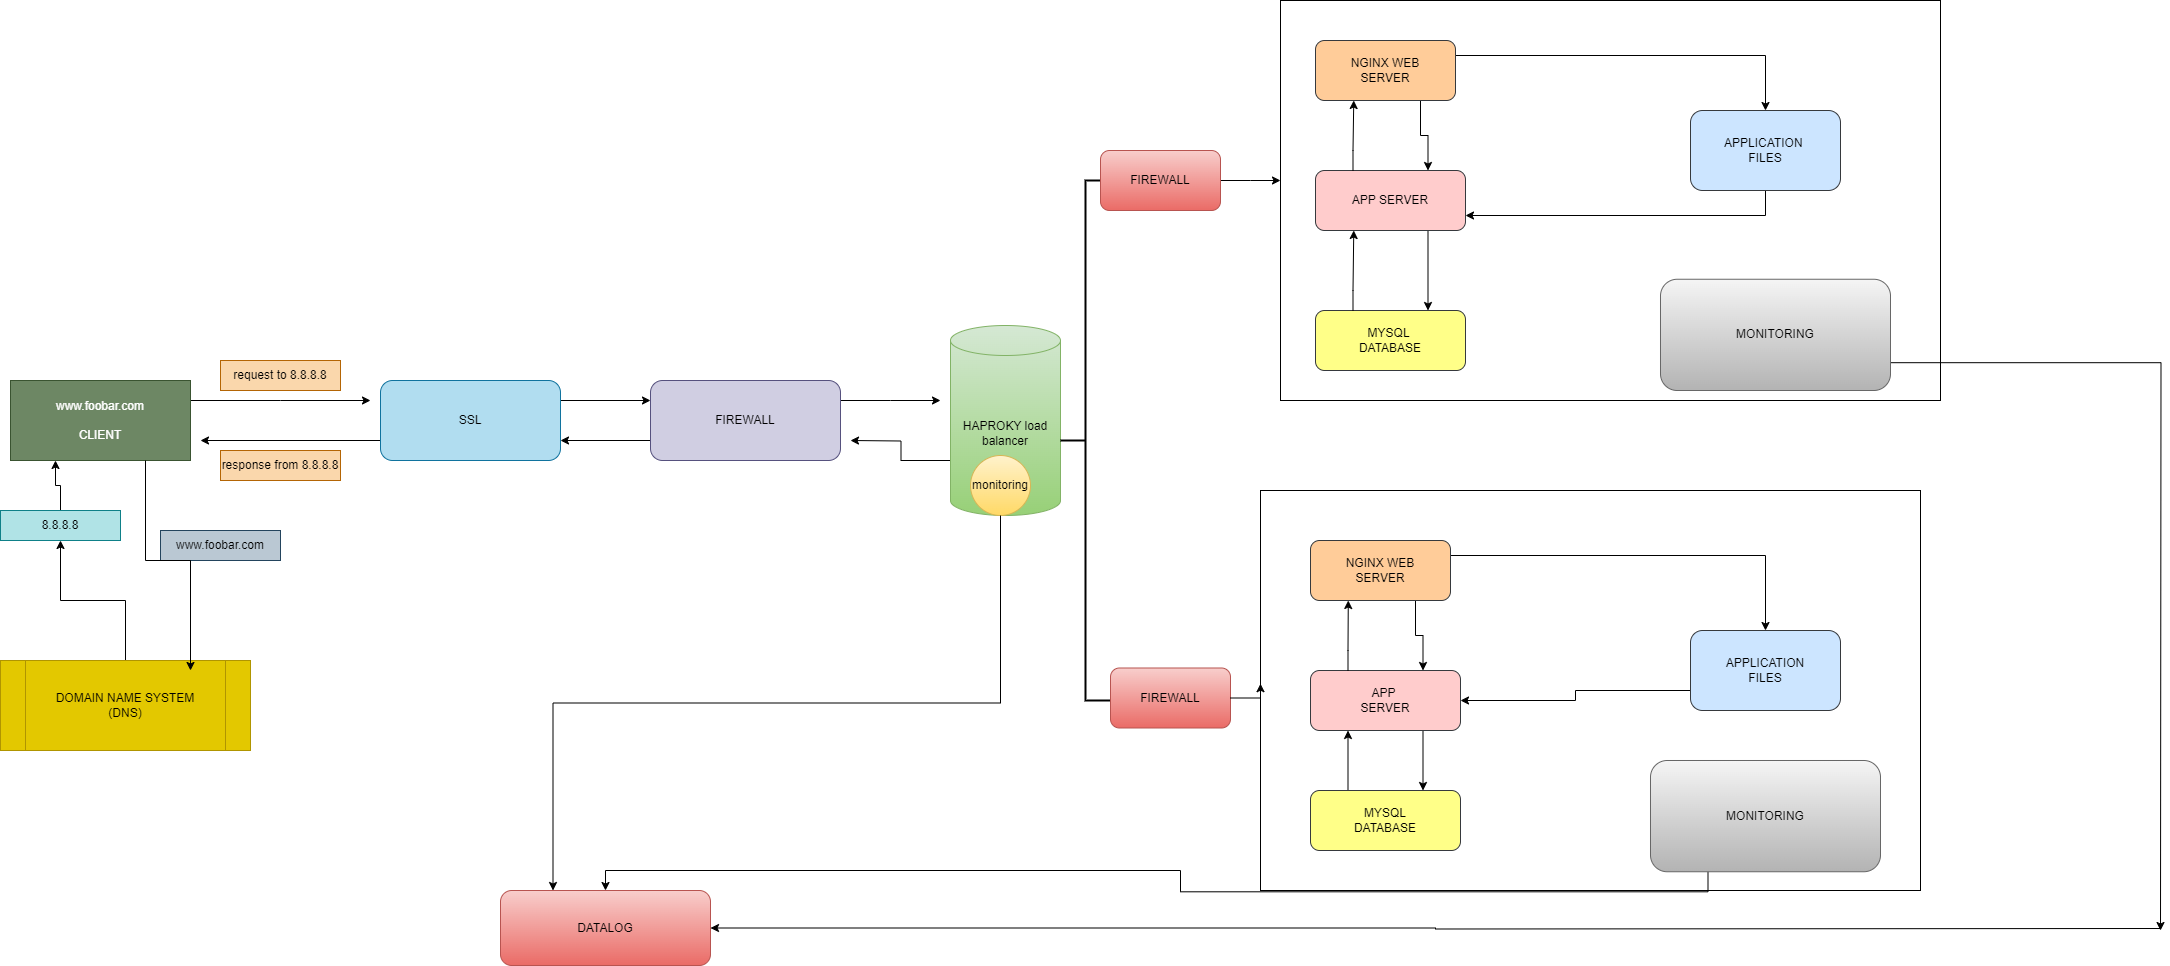 NGINX WEB
SERVER
APPLICATION
FILES
FIREWALL
APP SERVER
MONITORING
MYSQL
DATABASE
request to 8.8.8.8
www.foobar.com
CLIENT
SSL
FIREWALL
HAPROKY load
balancer
response from 8.8.8.8
monitoring
8.8.8.8
www.foobar.com
NGINX WEB
SERVER
APPLICATION
FILES
DOMAIN NAME SYSTEM
(DNS)
FIREWALL
APP
SERVER
MYSQL
DATABASE
MONITORING
DATALOG